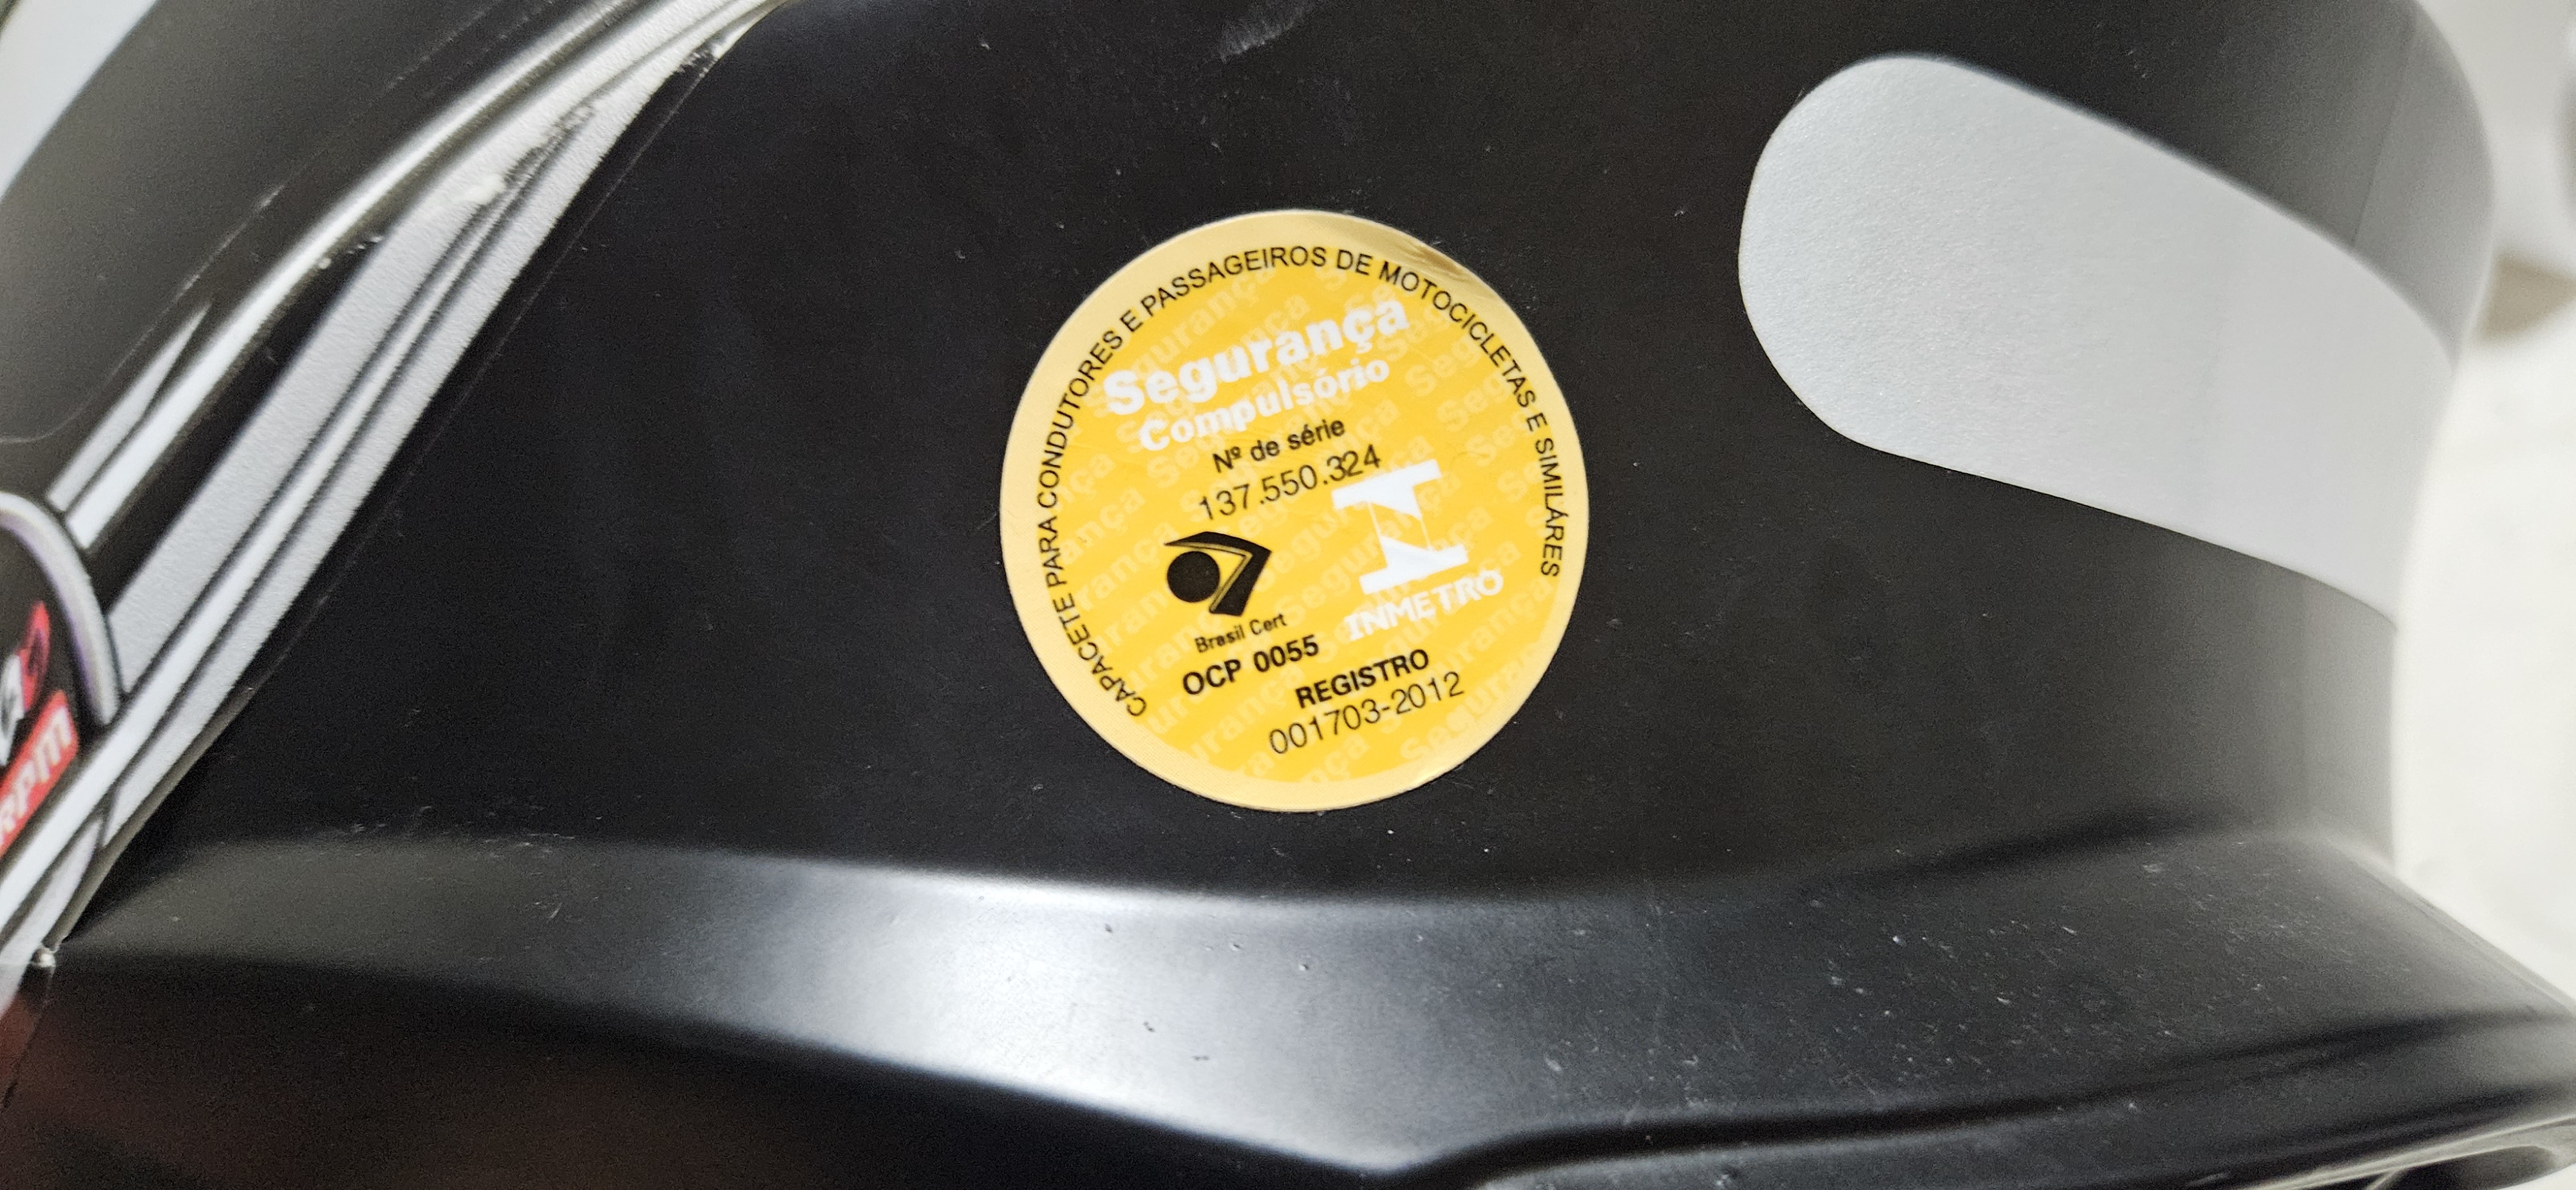 CAPACETE PARA CONDUTORES E PASSAGEIROS DE MOTOCICLETAS E SIMILÁRES
Segurança
Compulsório
Nº de série
137.550.324
Brasil Cert
OCP 0055
INMETRO
REGISTRO
001703-2012
RPM